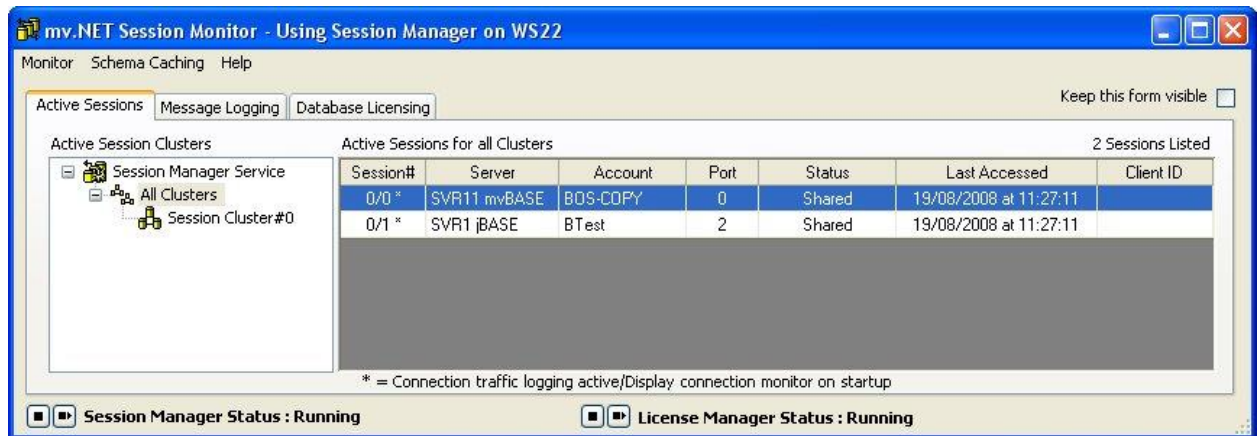 mv.NET Session Monitor - Using Session Manager on WS22
Monitor Schema Caching Help
Active Sessions Message Logging Database Licensing Keep this form visible
Active Session Clusters Active Sessions for all Clusters 2 Sessions Listed
Session Manager Service
All Clusters
Session Cluster#0
Session# Server Account Port Status Last Accessed Client ID
0/0 * SVR11 mvBASE BOS-COPY 0 Shared 19/08/2008 at 11:27:11
0/1 * SVR1 jBASE BTest 2 Shared 19/08/2008 at 11:27:11
* = Connection traffic logging active/Display connection monitor on startup
Session Manager Status : Running License Manager Status : Running